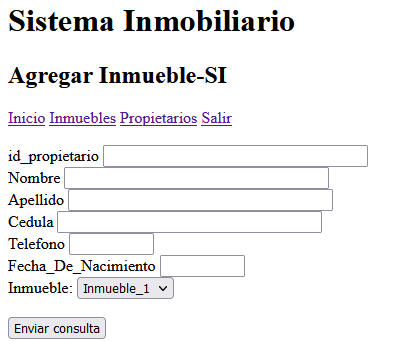 Sistema Inmobiliario
Agregar Inmueble-SI
Inicio Inmuebles Propietarios Salir
id_propietario
Nombre
Apellido
Cedula
Telefono
Fecha_De_Nacimiento
Inmueble: Inmueble_1
Enviar consulta